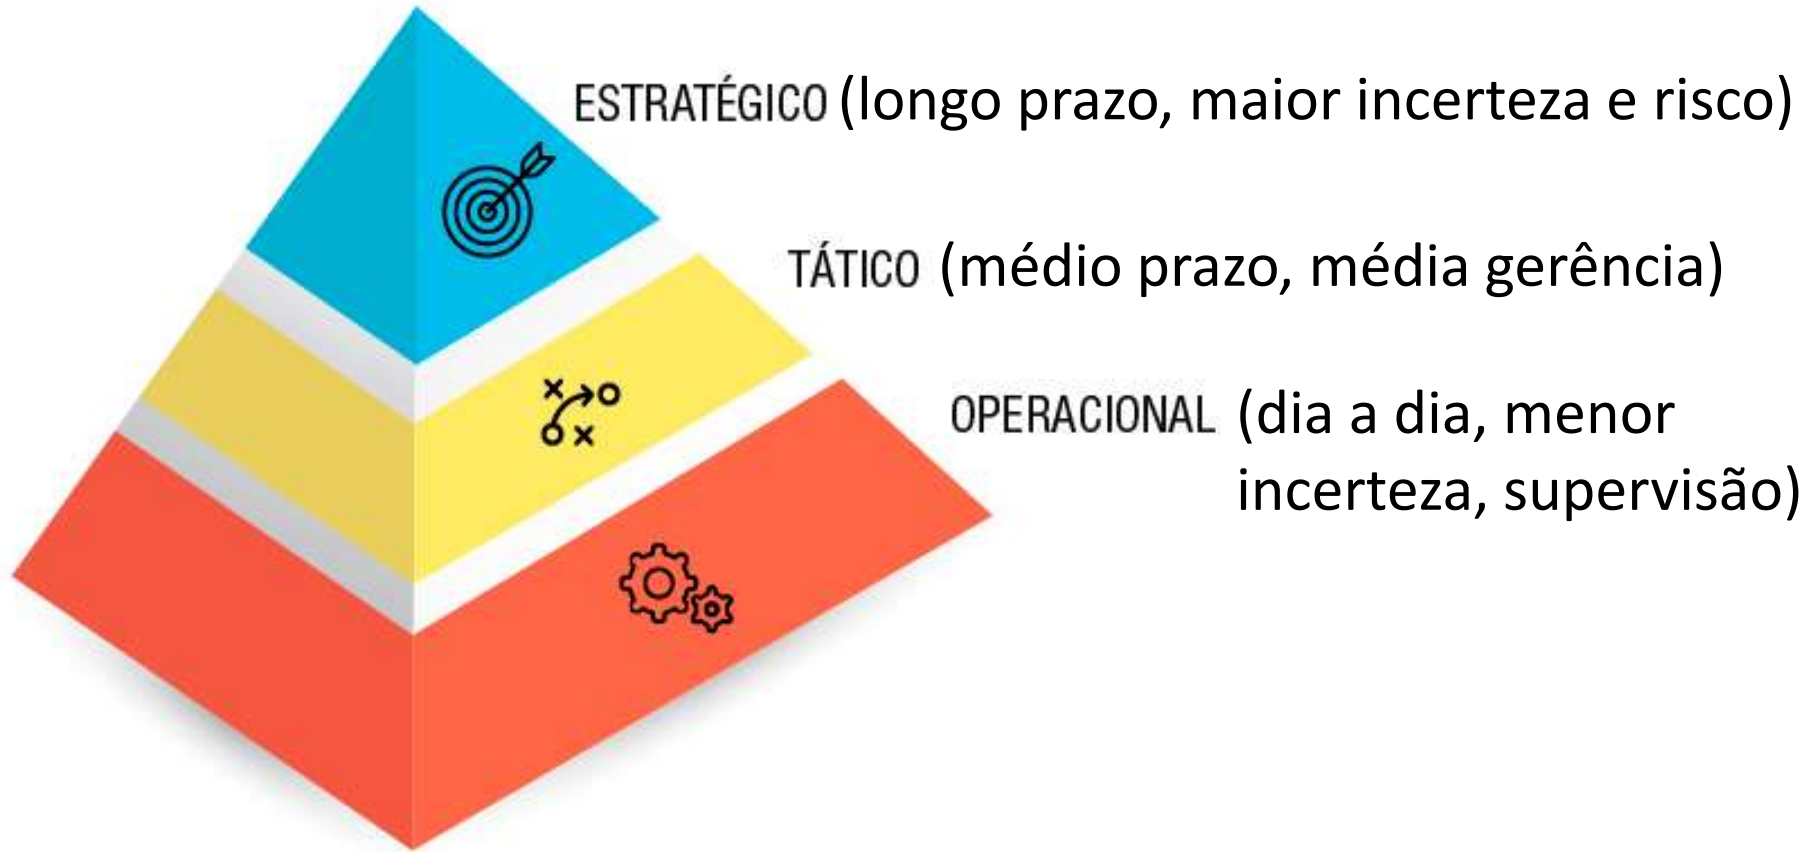 ESTRATÉGICO (longo prazo, maior incerteza e risco)
TÁTICO (médio prazo, média gerência)
OPERACIONAL (dia a dia, menor
incerteza, supervisão)